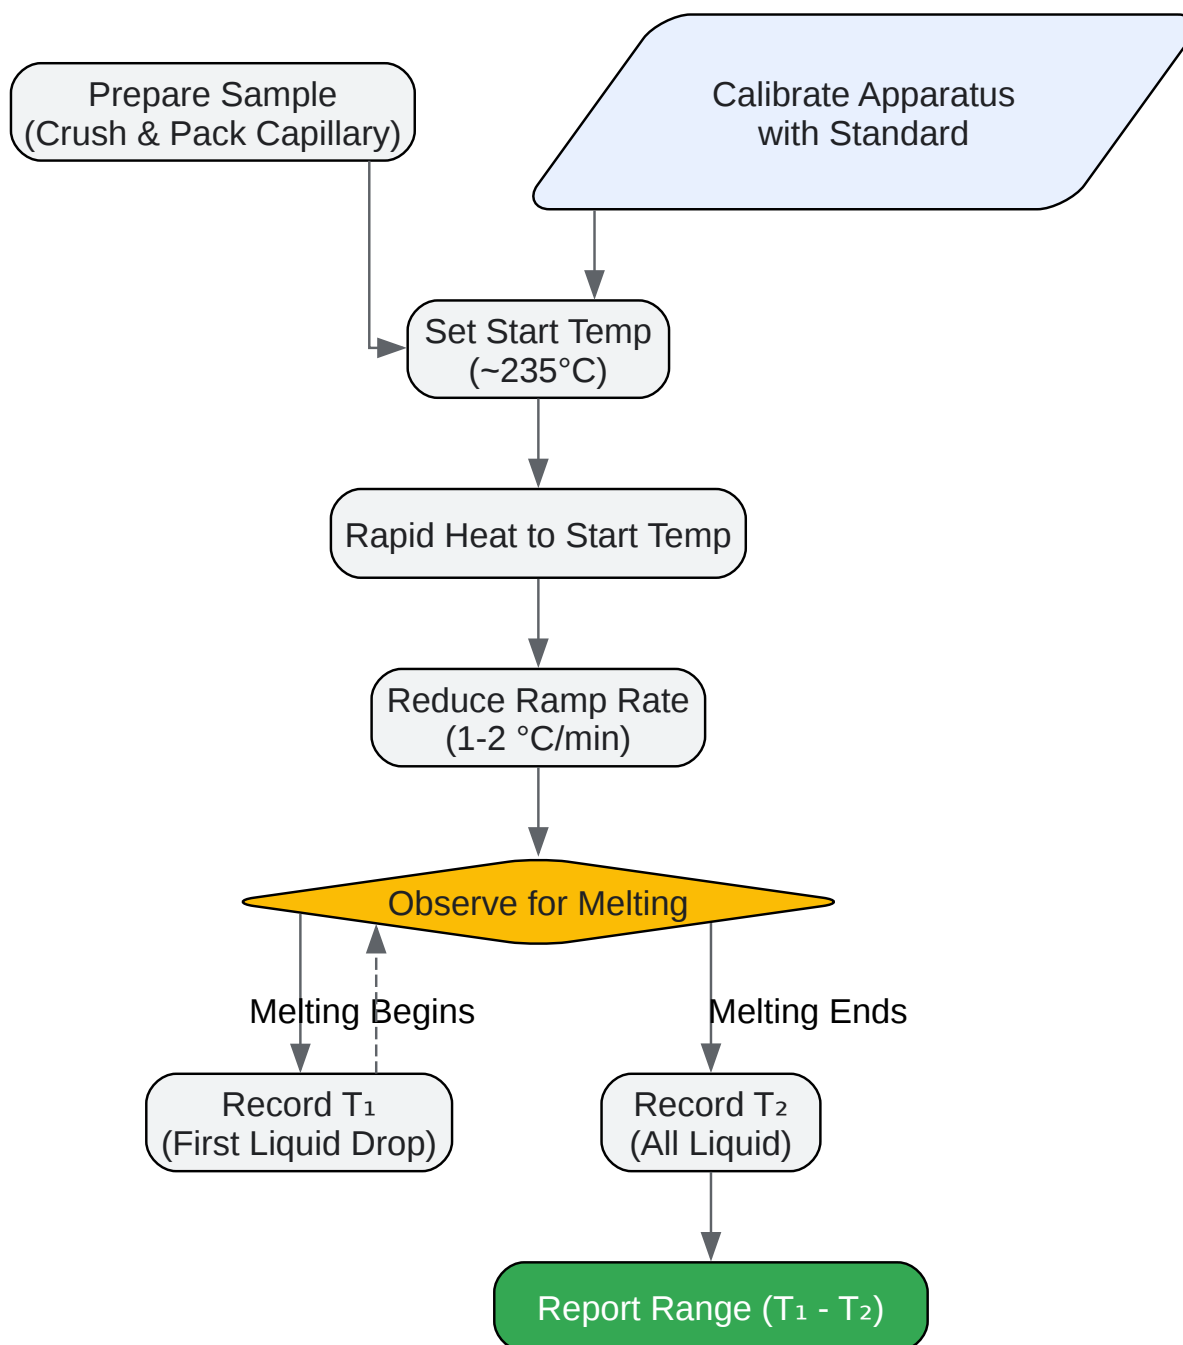 Prepare Sample
(Crush & Pack Capillary)
Calibrate Apparatus
with Standard
Set Start Temp
(~235°C)
Rapid Heat to Start Temp
Reduce Ramp Rate
(1-2 °C/min)
Observe for Melting
Melting Begins
Melting Ends
Record T₁
(First Liquid Drop)
Record T₂
(All Liquid)
Report Range (T₁ - T₂)